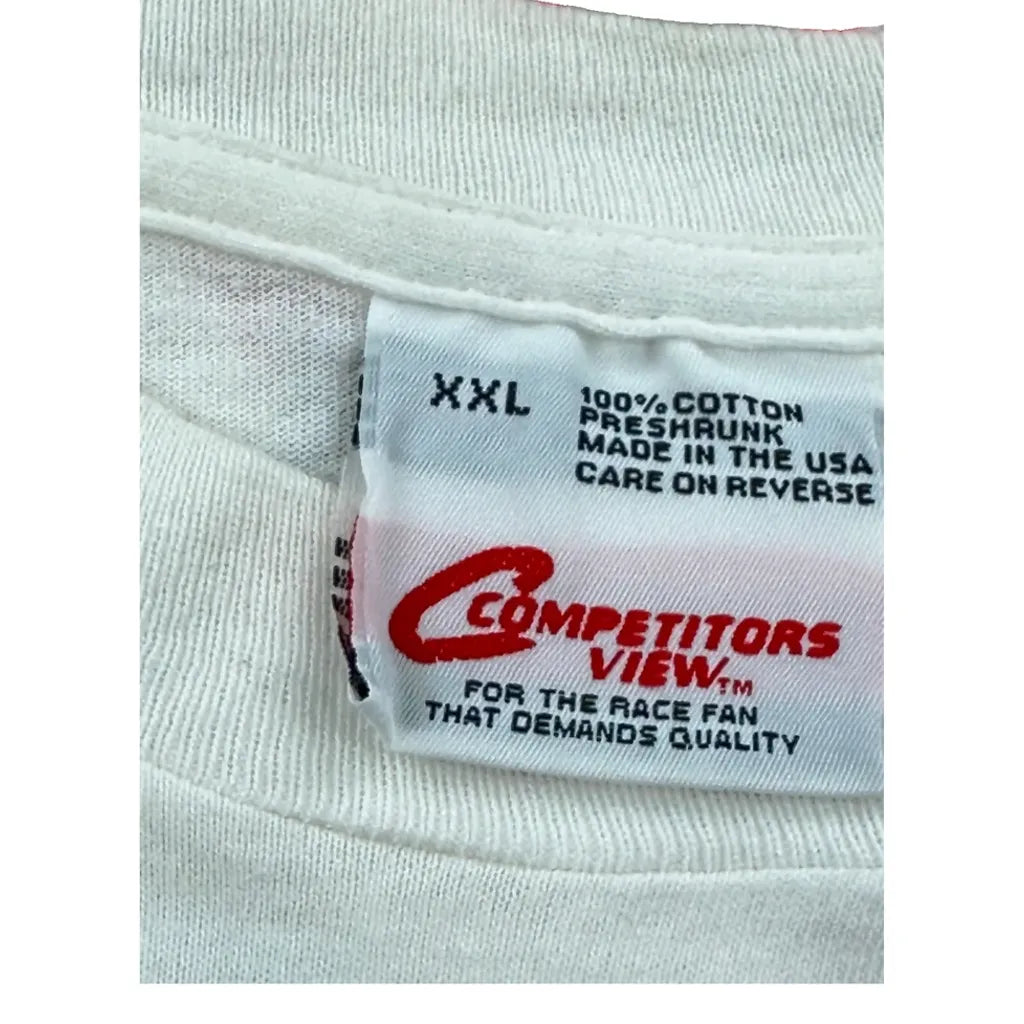 XXL
100% COTTON
PRESHRUNK
MADE IN THE USA
CARE ON REVERSE
COMPETITORS
VIEW™
FOR THE RACE FAN
THAT DEMANDS QUALITY